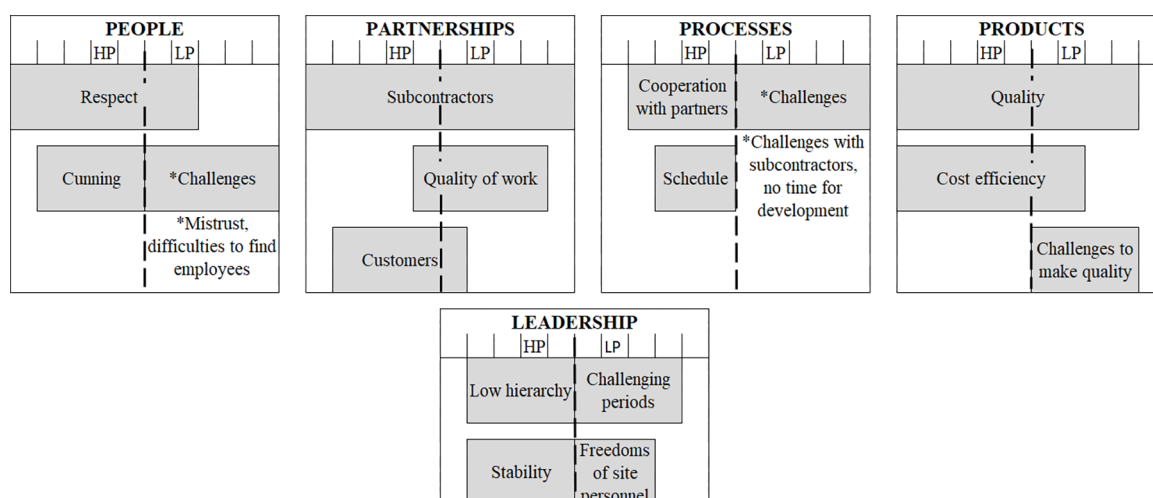 PEOPLE
HP LP
Respect
Cunning
*Challenges
*Mistrust,
difficulties to find
employees
PARTNERSHIPS
HP LP
Subcontractors
Quality of work
Customers
PROCESSES
HP LP
Cooperation
with partners
*Challenges
Schedule
*Challenges with
subcontractors,
no time for
development
PRODUCTS
HP LP
Quality
Cost efficiency
Challenges to
make quality
LEADERSHIP
HP LP
Low hierarchy
Challenging
periods
Stability
Freedoms
of site
personnel